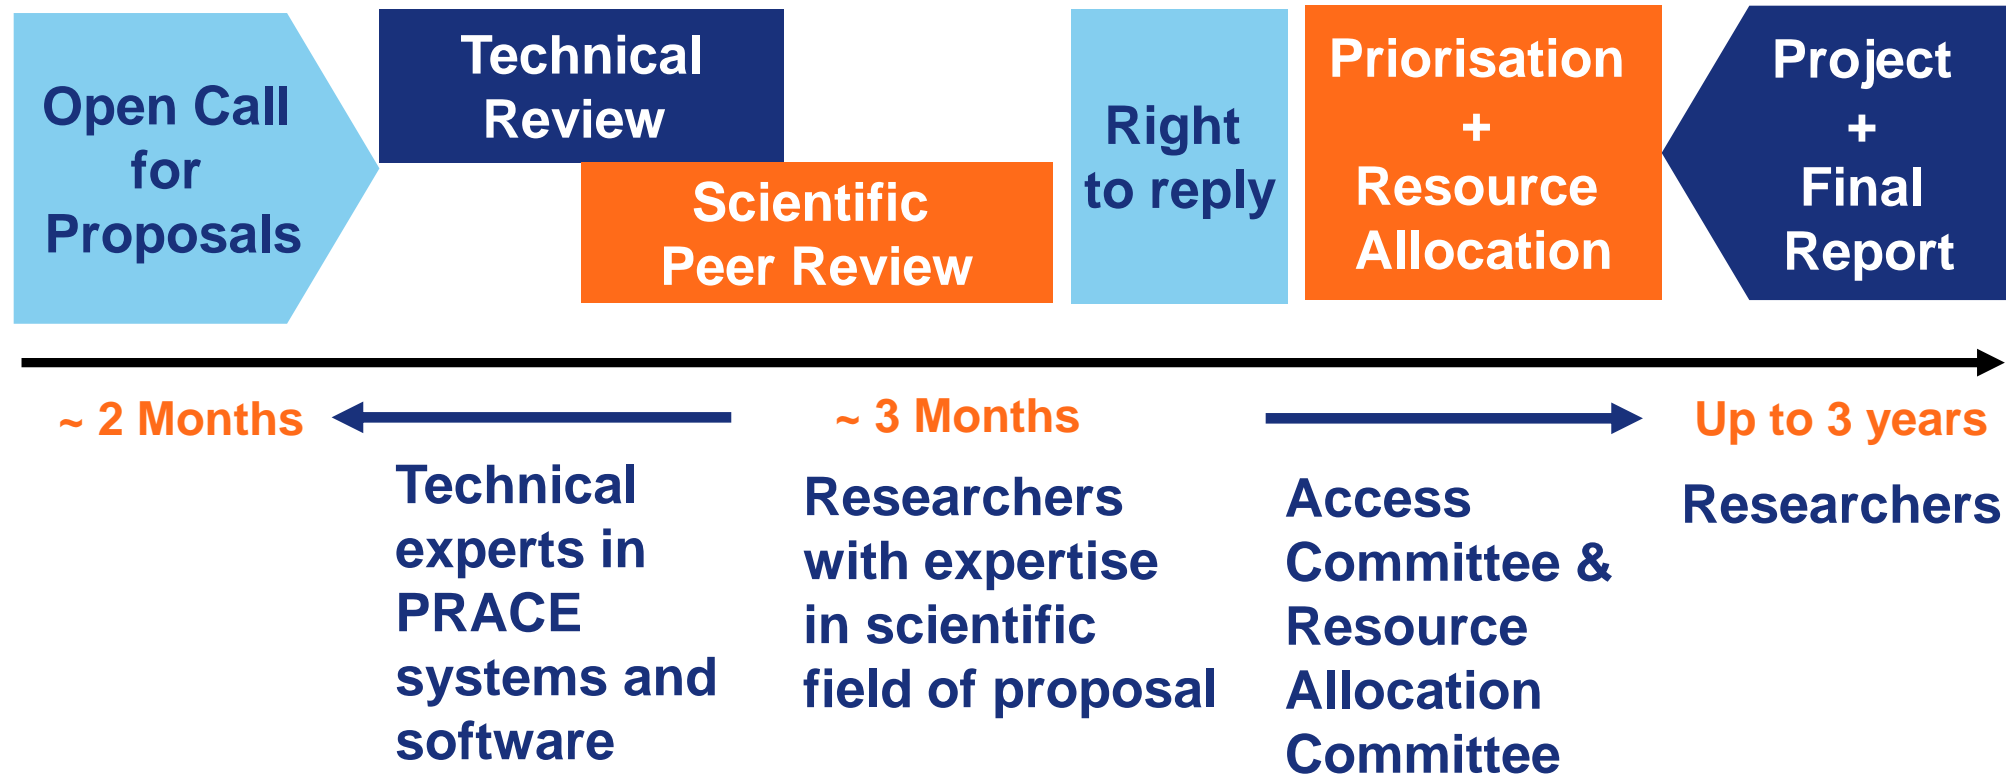 Open Call
for
Proposals
Technical
Review
Scientific
Peer Review
Right
to reply
Priorisation
+
Resource
Allocation
Project
+
Final
Report
~ 2 Months
~ 3 Months
Up to 3 years
Technical
experts in
PRACE
systems and
software
Researchers
with expertise
in scientific
field of proposal
Access
Committee &
Resource
Allocation
Committee
Researchers